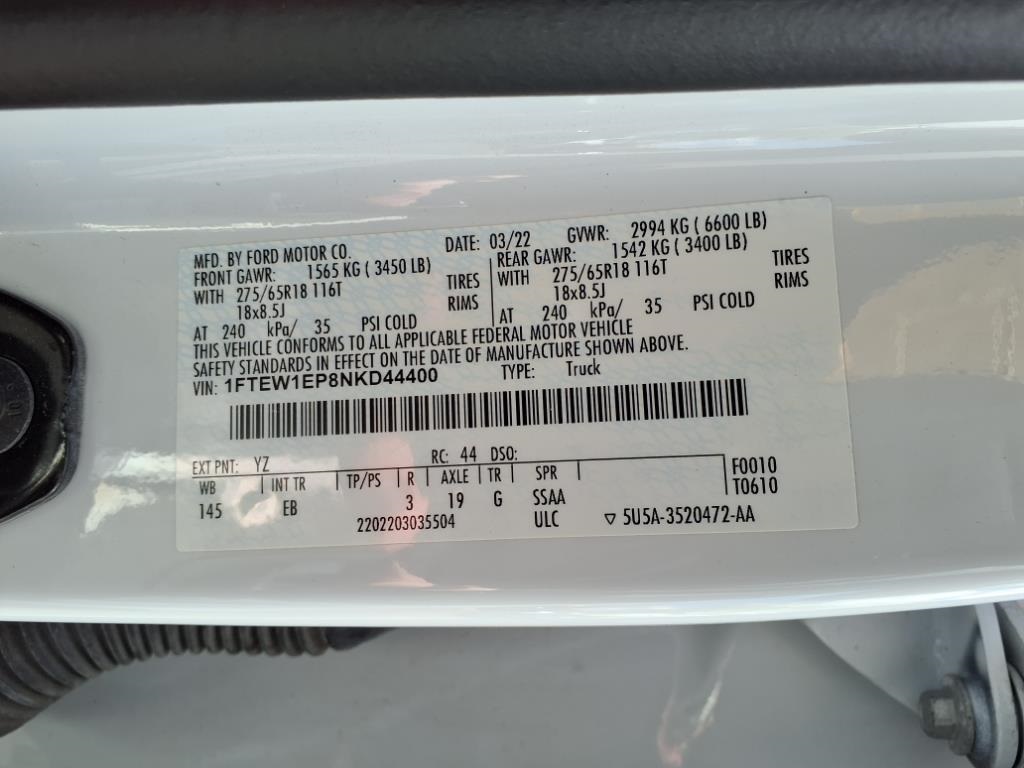 MFD. BY FORD MOTOR CO. DATE: 03/22 GVWR: 2994 KG ( 6600 LB)
FRONT GAWR: 1565 KG ( 3450 LB) REAR GAWR: 1542 KG ( 3400 LB)
WITH 275/65R18 116T TIRES WITH 275/65R18 116T TIRES
18x8.5J RIMS 18x8.5J RIMS
AT 240 kPa/ 35 PSI COLD AT 240 kPa/ 35 PSI COLD
THIS VEHICLE CONFORMS TO ALL APPLICABLE FEDERAL MOTOR VEHICLE
SAFETY STANDARDS IN EFFECT ON THE DATE OF MANUFACTURE SHOWN ABOVE.
VIN: 1FTEW1EP8NKD44400 TYPE: Truck
EXT PNT: YZ RC: 44 DSO:
WB INT TR TP/PS R AXLE TR SPR F0010
145 EB 3 19 G SSAA T0610
2202203035504 ULC ▽ 5U5A-3520472-AA